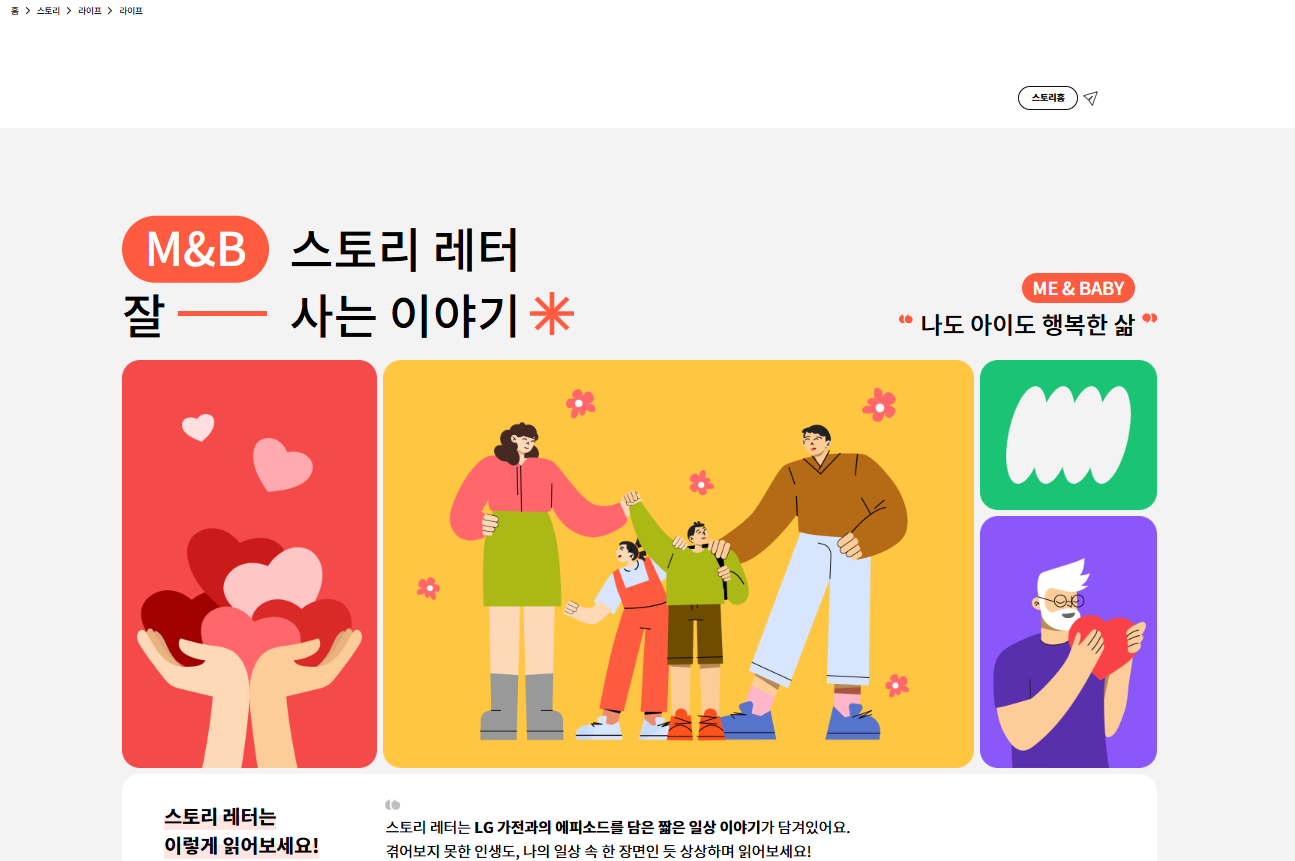 홈 > 스토리 > 라이프 > 라이프
스토리홈
M&B 스토리 레터
잘 사는 이야기
ME & BABY
“ 나도 아이도 행복한 삶 ”
스토리 레터는
이렇게 읽어보세요!
“
스토리 레터는 LG 가전과의 에피소드를 담은 짧은 일상 이야기가 담겨있어요.
겪어보지 못한 인생도, 나의 일상 속 한 장면인 듯 상상하며 읽어보세요!